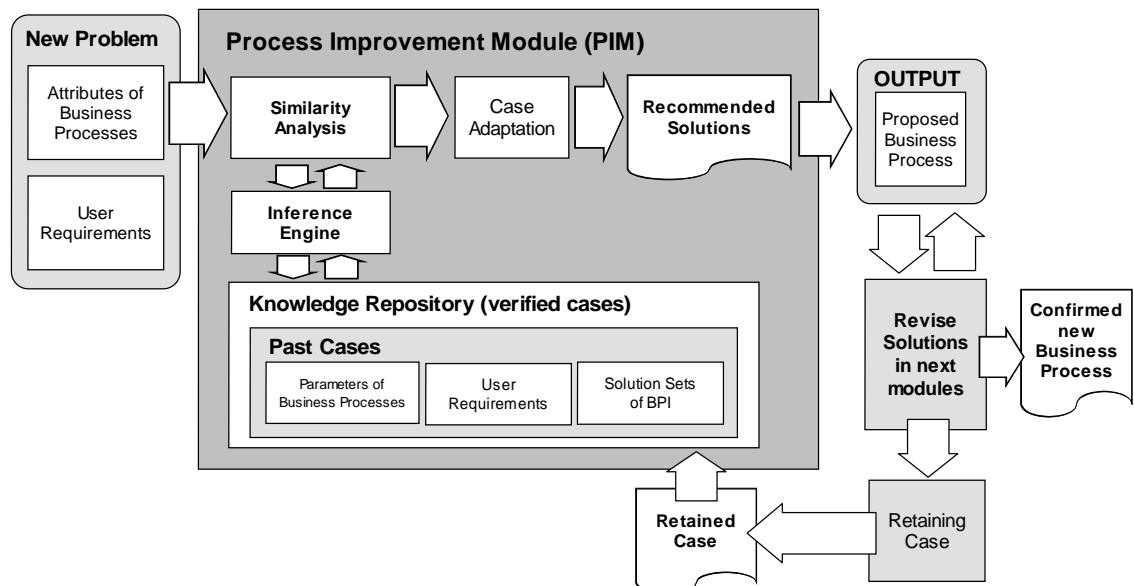 New Problem
Attributes of
Business
Processes
User
Requirements
Process Improvement Module (PIM)
Similarity
Analysis
Case
Adaptation
Recommended
Solutions
Inference
Engine
Knowledge Repository (verified cases)
Past Cases
Parameters of
Business Processes
User
Requirements
Solution Sets
of BPI
OUTPUT
Proposed
Business
Process
Revise
Solutions
in next
modules
Confirmed
new
Business
Process
Retaining
Case
Retained
Case